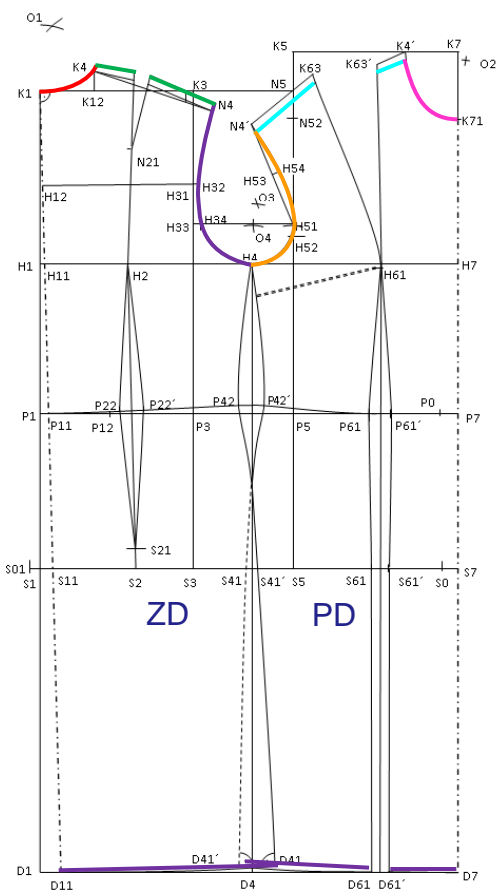 O1
K5
K4´
K7
K4
K63
K63´
O2
K1
K12
K3
N5
N4
N4´
N52
K71
N21
H54
H12
H31
H32
H53
O3
H33
H34
O4
H51
H52
H4
H1
H11
H2
H61
H7
P22
P22´
P42
P42´
P0
P1
P11
P12
P3
P5
P61
P61´
P7
S21
S01
S1
S11
S2
S3
S41
S41´
S5
S61
S61´
S0
S7
ZD
PD
D41´
D41
D1
D11
D4
D61
D61´
D7